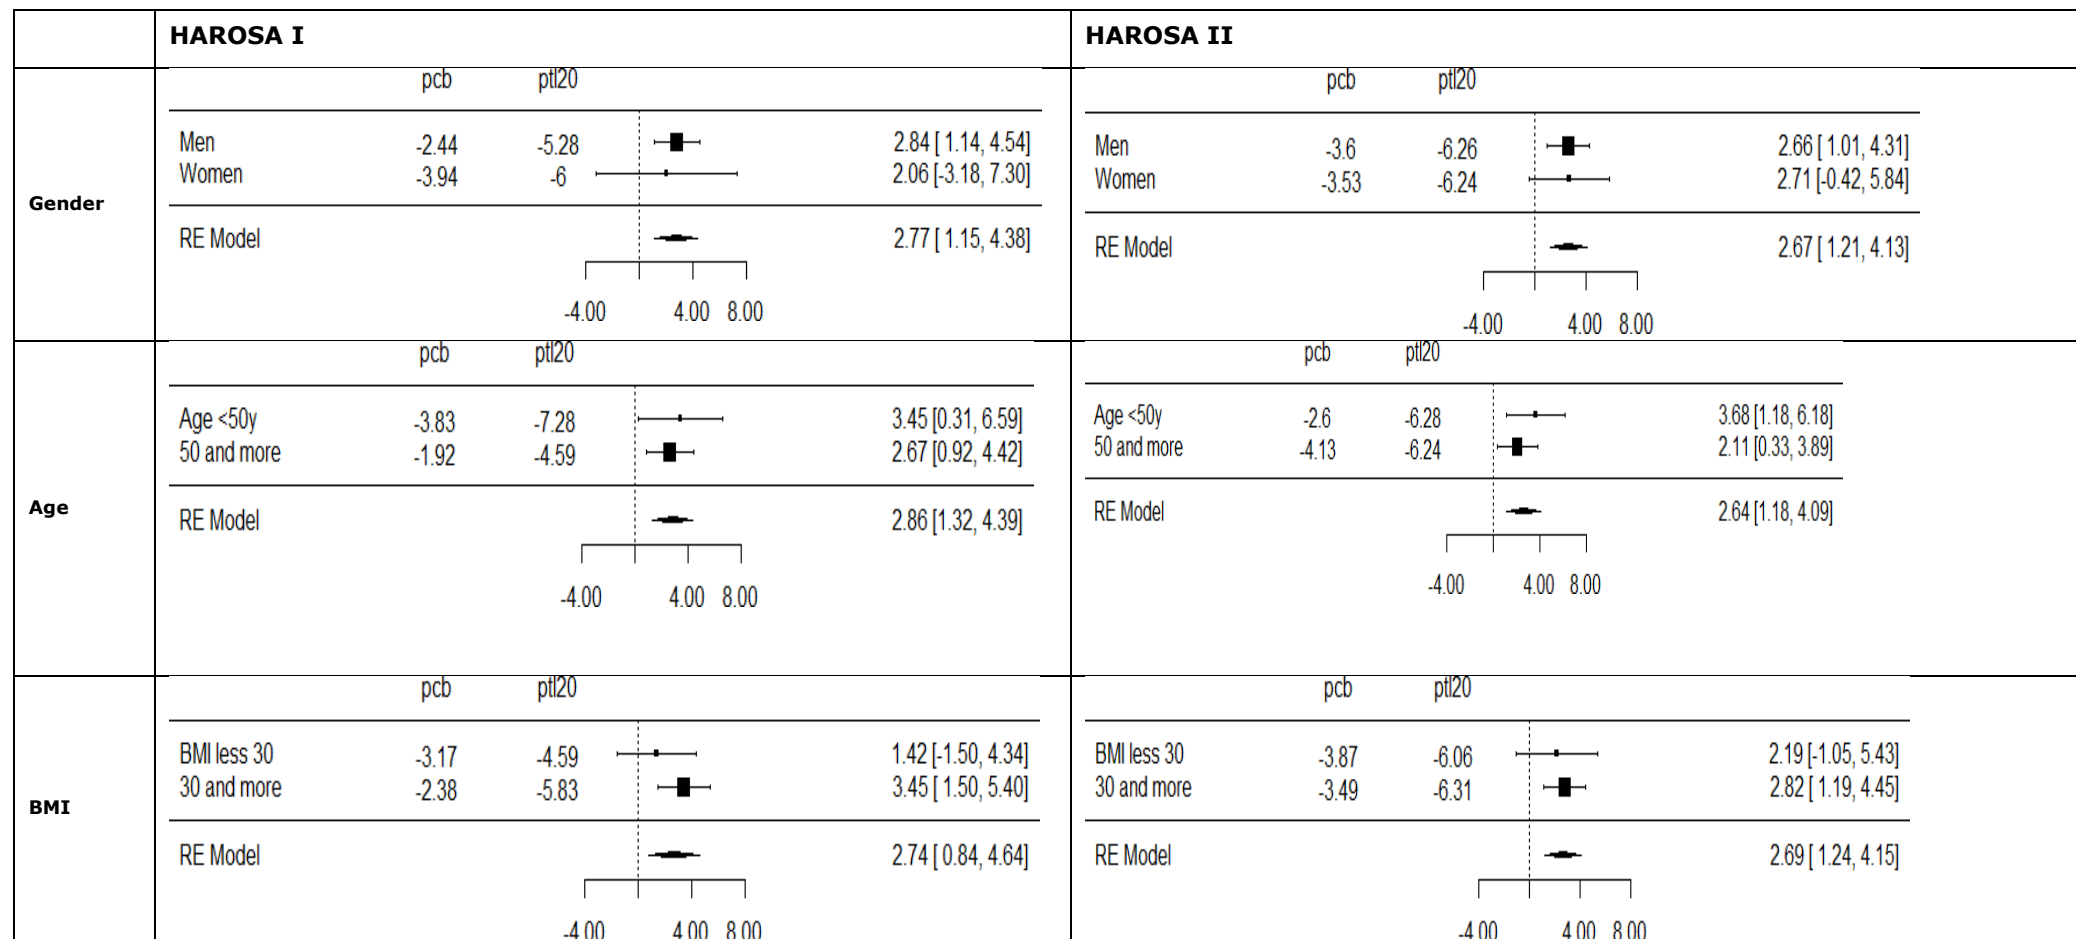 HAROSA I HAROSA II
Gender
pcb ptl20
Men -2.44 -5.28 2.84 [ 1.14, 4.54]
Women -3.94 -6 2.06 [-3.18, 7.30]
RE Model 2.77 [ 1.15, 4.38]
-4.00 4.00 8.00
pcb ptl20
Men -3.6 -6.26 2.66 [ 1.01, 4.31]
Women -3.53 -6.24 2.71 [-0.42, 5.84]
RE Model 2.67 [ 1.21, 4.13]
-4.00 4.00 8.00
Age
pcb ptl20
Age <50y -3.83 -7.28 3.45 [0.31, 6.59]
50 and more -1.92 -4.59 2.67 [0.92, 4.42]
RE Model 2.86 [1.32, 4.39]
-4.00 4.00 8.00
pcb ptl20
Age <50y -2.6 -6.28 3.68 [1.18, 6.18]
50 and more -4.13 -6.24 2.11 [0.33, 3.89]
RE Model 2.64 [1.18, 4.09]
-4.00 4.00 8.00
BMI
pcb ptl20
BMI less 30 -3.17 -4.59 1.42 [-1.50, 4.34]
30 and more -2.38 -5.83 3.45 [ 1.50, 5.40]
RE Model 2.74 [ 0.84, 4.64]
-4.00 4.00 8.00
pcb ptl20
BMI less 30 -3.87 -6.06 2.19 [-1.05, 5.43]
30 and more -3.49 -6.31 2.82 [ 1.19, 4.45]
RE Model 2.69 [ 1.24, 4.15]
-4.00 4.00 8.00